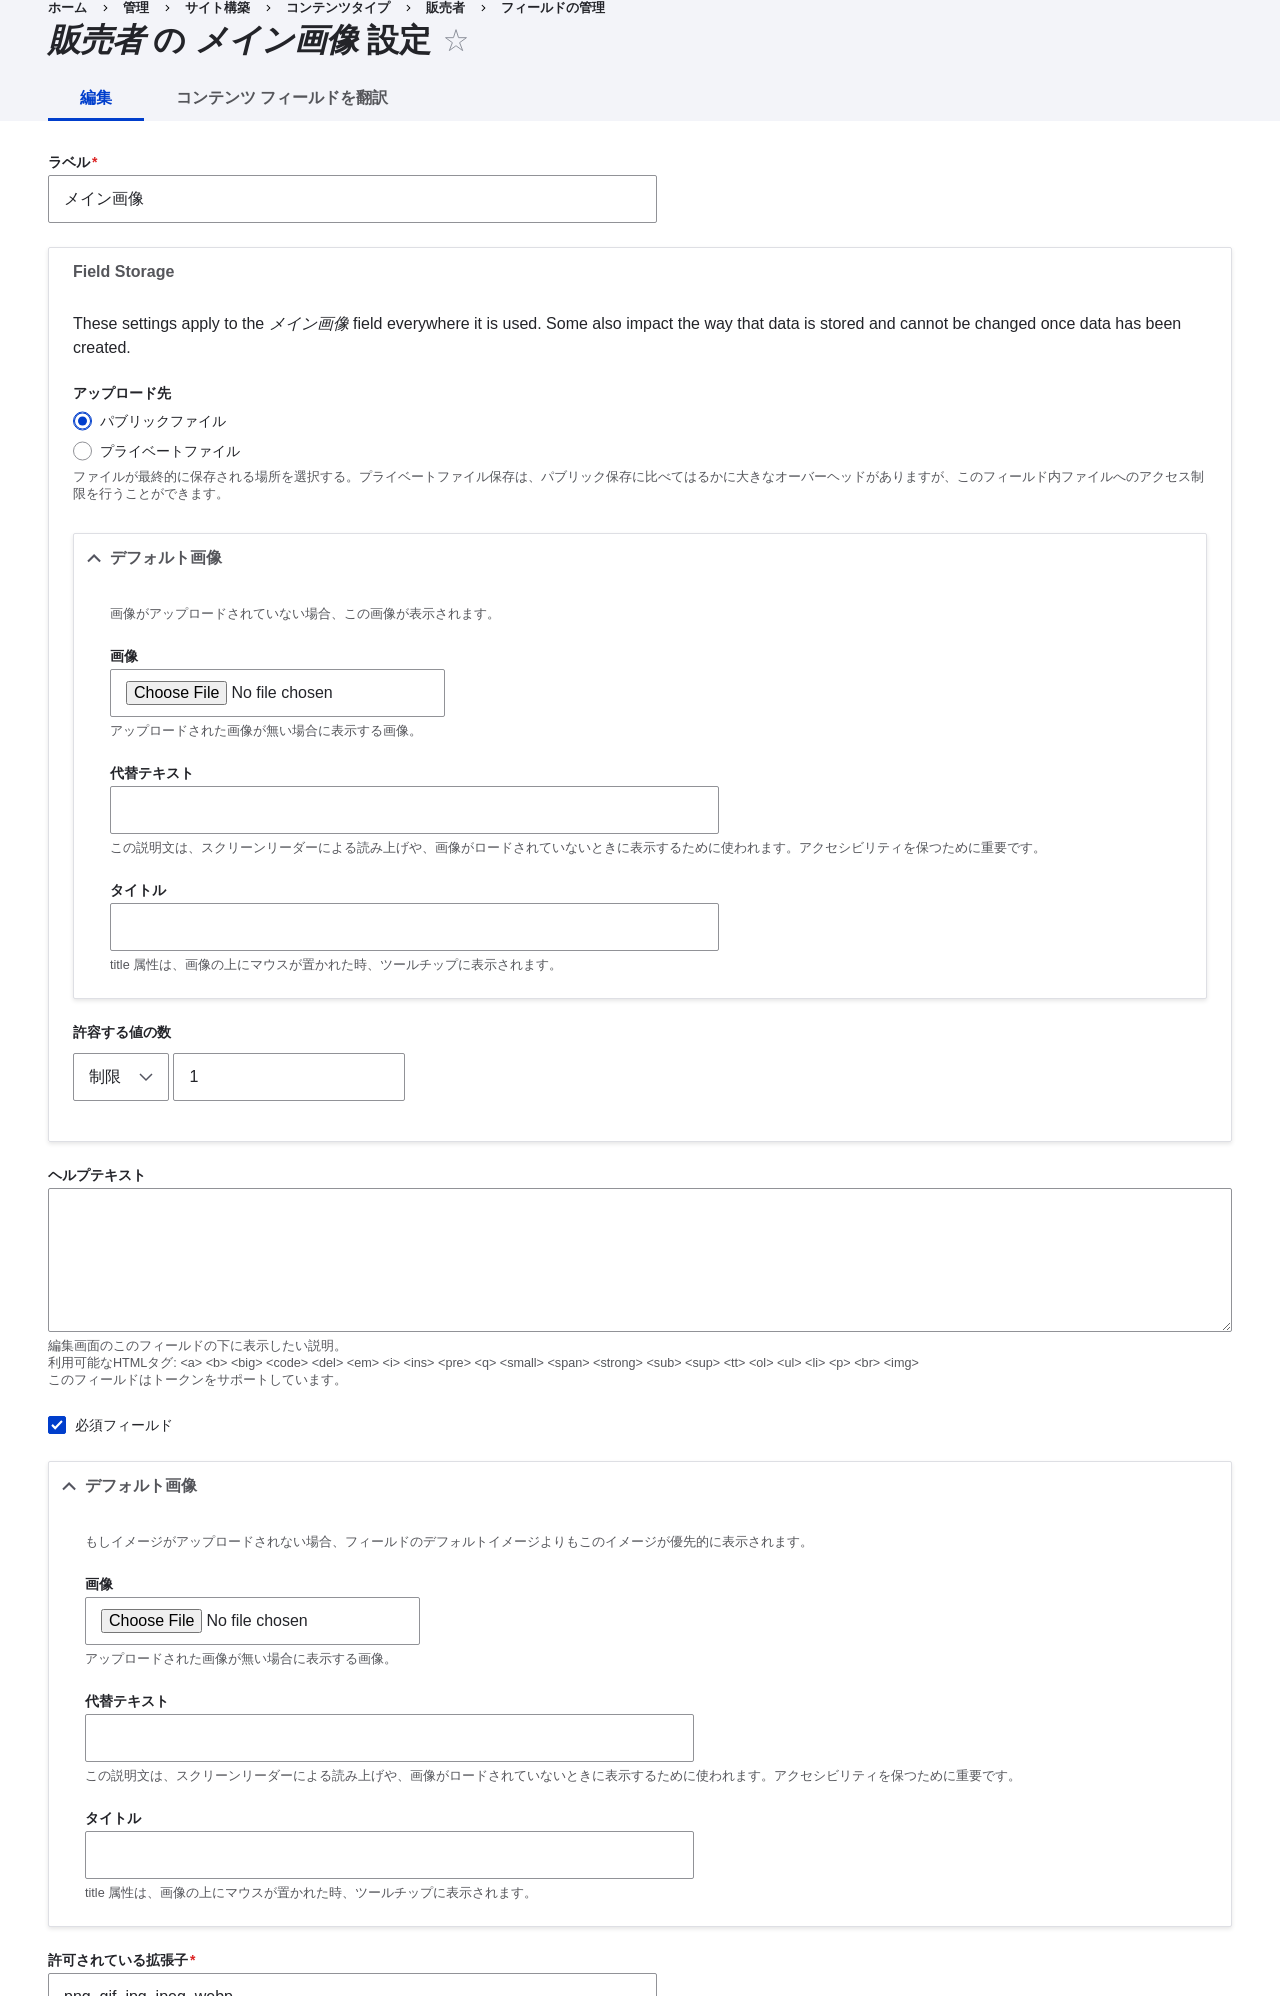 ホーム › 管理 › サイト構築 › コンテンツタイプ › 販売者 › フィールドの管理
販売者 の メイン画像 設定 ☆
編集 コンテンツ フィールドを翻訳
ラベル*
メイン画像
Field Storage
These settings apply to the メイン画像 field everywhere it is used. Some also impact the way that data is stored and cannot be changed once data has been
created.
アップロード先
パブリックファイル
プライベートファイル
ファイルが最終的に保存される場所を選択する。プライベートファイル保存は、パブリック保存に比べてはるかに大きなオーバーヘッドがありますが、このフィールド内ファイルへのアクセス制
限を行うことができます。
デフォルト画像
画像がアップロードされていない場合、この画像が表示されます。
画像
Choose File No file chosen
アップロードされた画像が無い場合に表示する画像。
代替テキスト
この説明文は、スクリーンリーダーによる読み上げや、画像がロードされていないときに表示するために使われます。アクセシビリティを保つために重要です。
タイトル
title 属性は、画像の上にマウスが置かれた時、ツールチップに表示されます。
許容する値の数
制限 1
ヘルプテキスト
編集画面のこのフィールドの下に表示したい説明。
利用可能なHTMLタグ: <a> <b> <big> <code> <del> <em> <i> <ins> <pre> <q> <small> <span> <strong> <sub> <sup> <tt> <ol> <ul> <li> <p> <br> <img>
このフィールドはトークンをサポートしています。
必須フィールド
デフォルト画像
もしイメージがアップロードされない場合、フィールドのデフォルトイメージよりもこのイメージが優先的に表示されます。
画像
Choose File No file chosen
アップロードされた画像が無い場合に表示する画像。
代替テキスト
この説明文は、スクリーンリーダーによる読み上げや、画像がロードされていないときに表示するために使われます。アクセシビリティを保つために重要です。
タイトル
title 属性は、画像の上にマウスが置かれた時、ツールチップに表示されます。
許可されている拡張子*